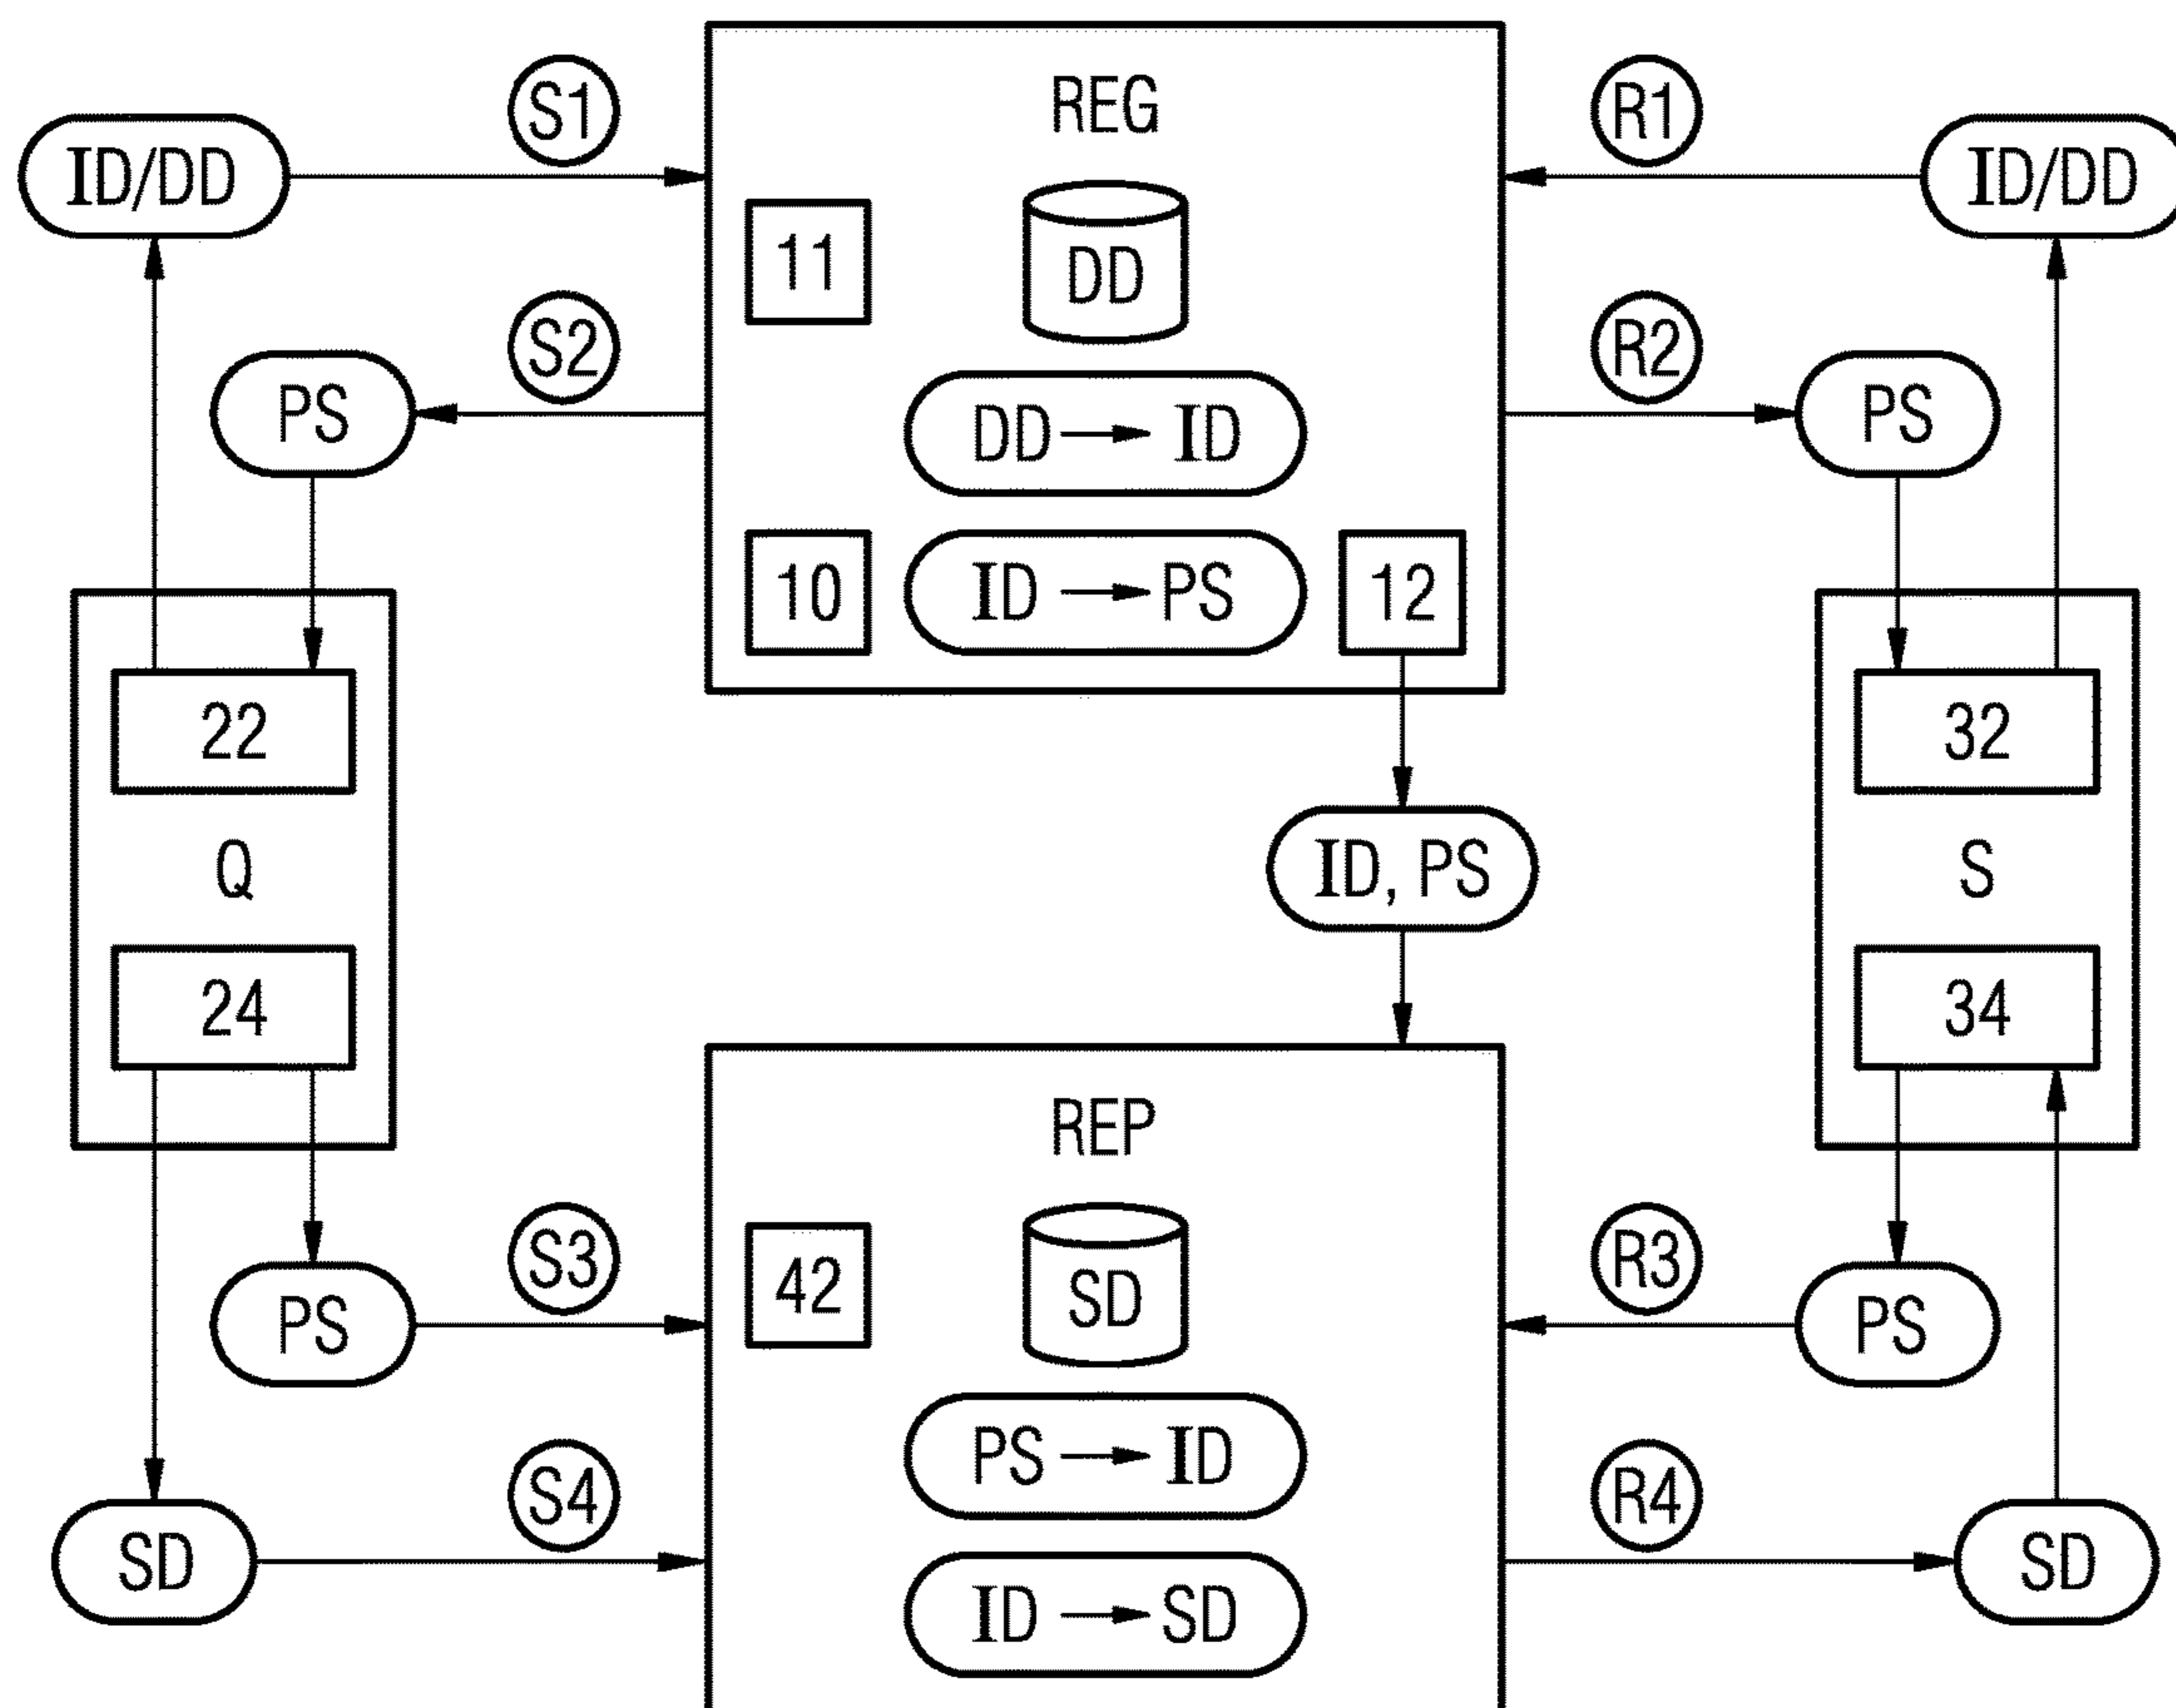 S1
REG
R1
ID/DD
ID/DD
11
DD
S2
R2
PS
DD → ID
PS
10
ID → PS
12
22
32
Q
ID, PS
S
24
34
REP
S3
42
SD
R3
PS
PS
PS → ID
S4
R4
SD
ID → SD
SD